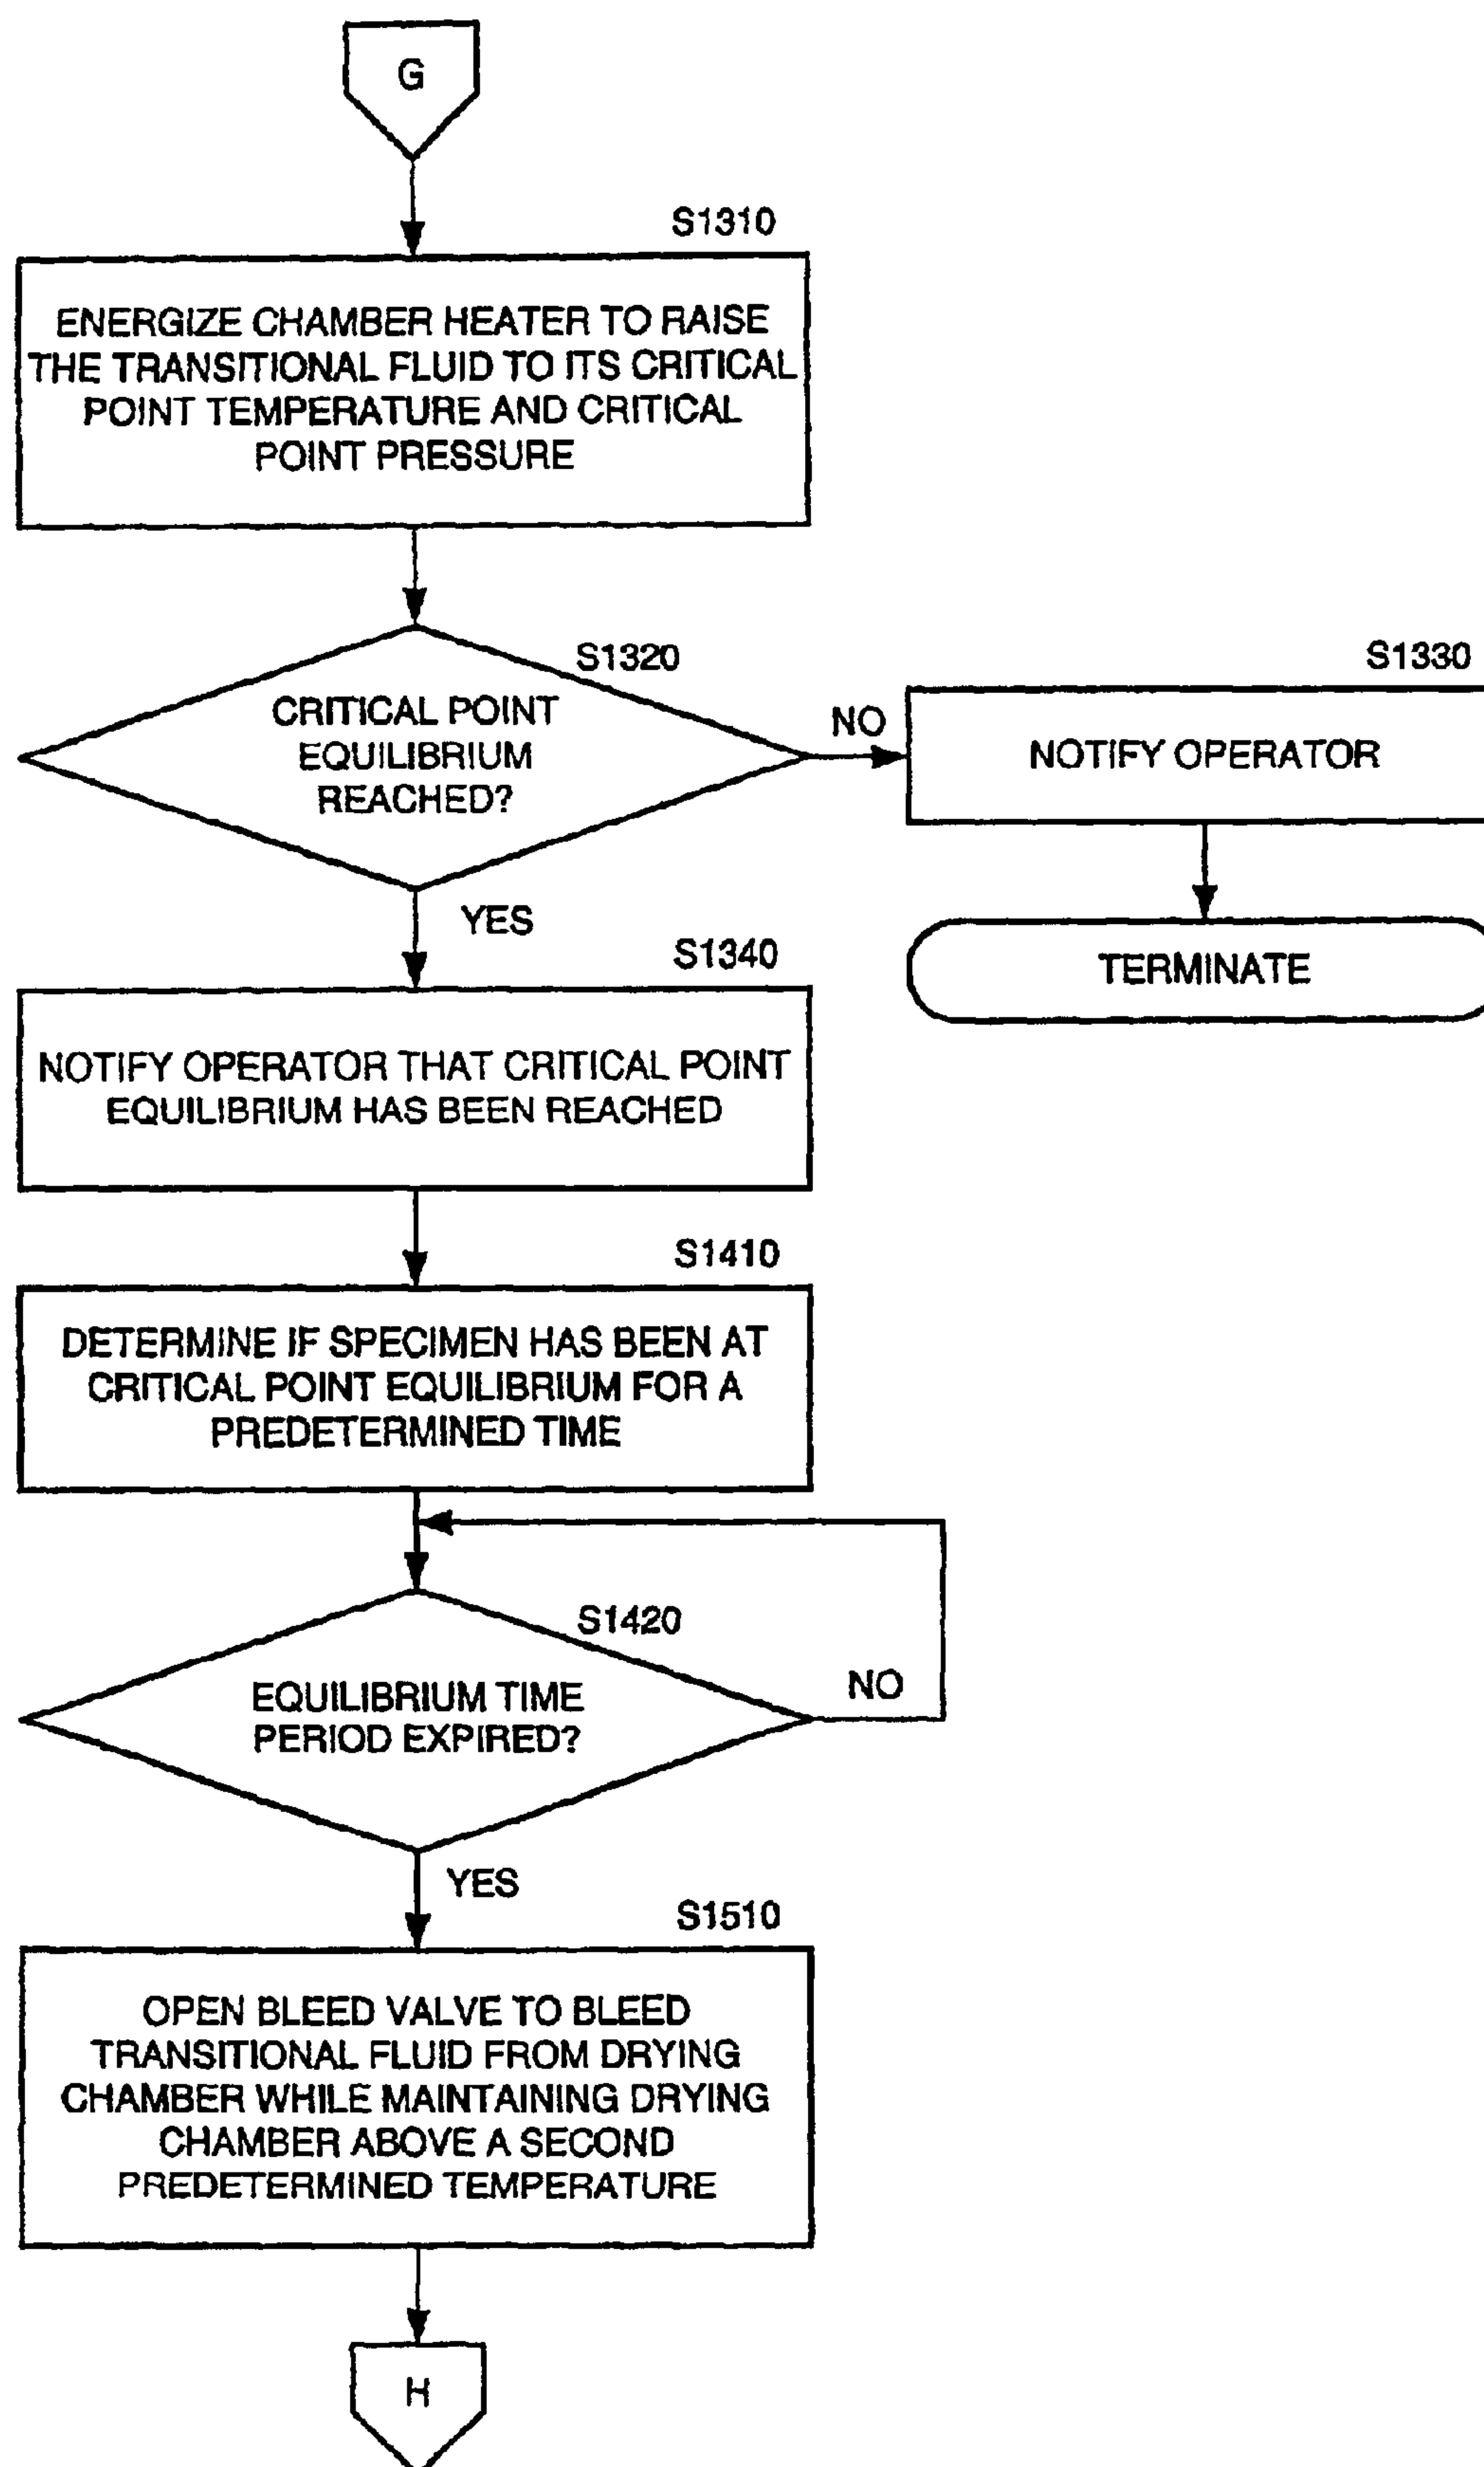 G
S1310
ENERGIZE CHAMBER HEATER TO RAISE
THE TRANSITIONAL FLUID TO ITS CRITICAL
POINT TEMPERATURE AND CRITICAL
POINT PRESSURE
S1320
CRITICAL POINT
EQUILIBRIUM
REACHED?
NO
S1330
NOTIFY OPERATOR
TERMINATE
YES
S1340
NOTIFY OPERATOR THAT CRITICAL POINT
EQUILIBRIUM HAS BEEN REACHED
S1410
DETERMINE IF SPECIMEN HAS BEEN AT
CRITICAL POINT EQUILIBRIUM FOR A
PREDETERMINED TIME
S1420
EQUILIBRIUM TIME
PERIOD EXPIRED?
NO
YES
S1510
OPEN BLEED VALVE TO BLEED
TRANSITIONAL FLUID FROM DRYING
CHAMBER WHILE MAINTAINING DRYING
CHAMBER ABOVE A SECOND
PREDETERMINED TEMPERATURE
H